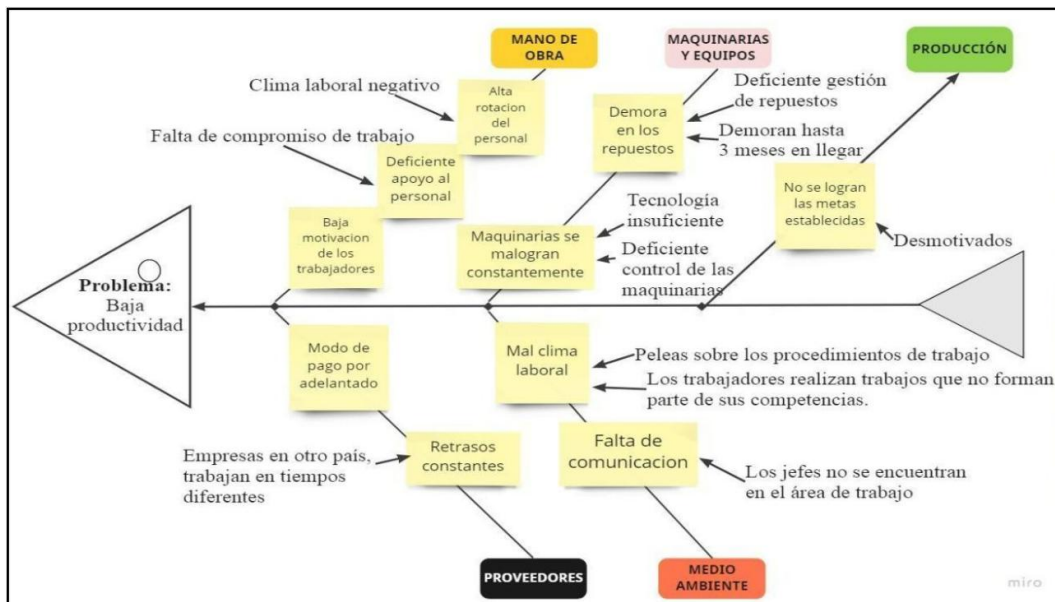 MANO DE
OBRA
MAQUINARIAS
Y EQUIPOS
PRODUCCIÓN
Clima laboral negativo
Alta
rotacion
del
personal
Falta de compromiso de trabajo
Deficiente
apoyo al
personal
Baja
motivacion
de los
trabajadores
Demora
en los
repuestos
Deficiente gestión
de repuestos
Demoran hasta
3 meses en llegar
Maquinarias se
malogran
constantemente
Tecnología
insuficiente
Deficiente
control de las
maquinarias
No se logran
las metas
establecidas
Desmotivados
Problema:
Baja
productividad
Modo de
pago por
adelantado
Retrasos
constantes
Empresas en otro país,
trabajan en tiempos
diferentes
Mal clima
laboral
Peleas sobre los procedimientos de trabajo
Los trabajadores realizan trabajos que no forman
parte de sus competencias.
Falta de
comunicacion
Los jefes no se encuentran
en el área de trabajo
PROVEEDORES
MEDIO
AMBIENTE
miro